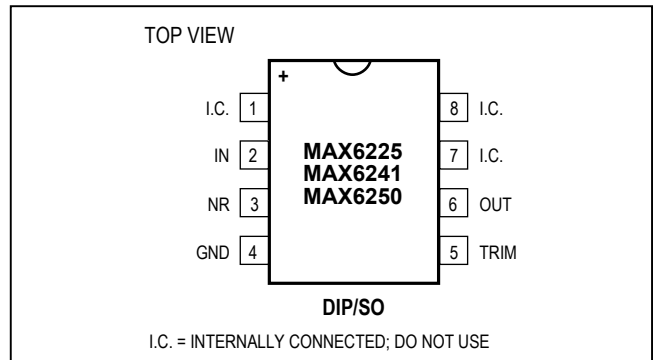 TOP VIEW
+
I.C. 1
8 I.C.
IN 2
MAX6225
7 I.C.
MAX6241
NR 3
MAX6250
6 OUT
GND 4
5 TRIM
DIP/SO
I.C. = INTERNALLY CONNECTED; DO NOT USE